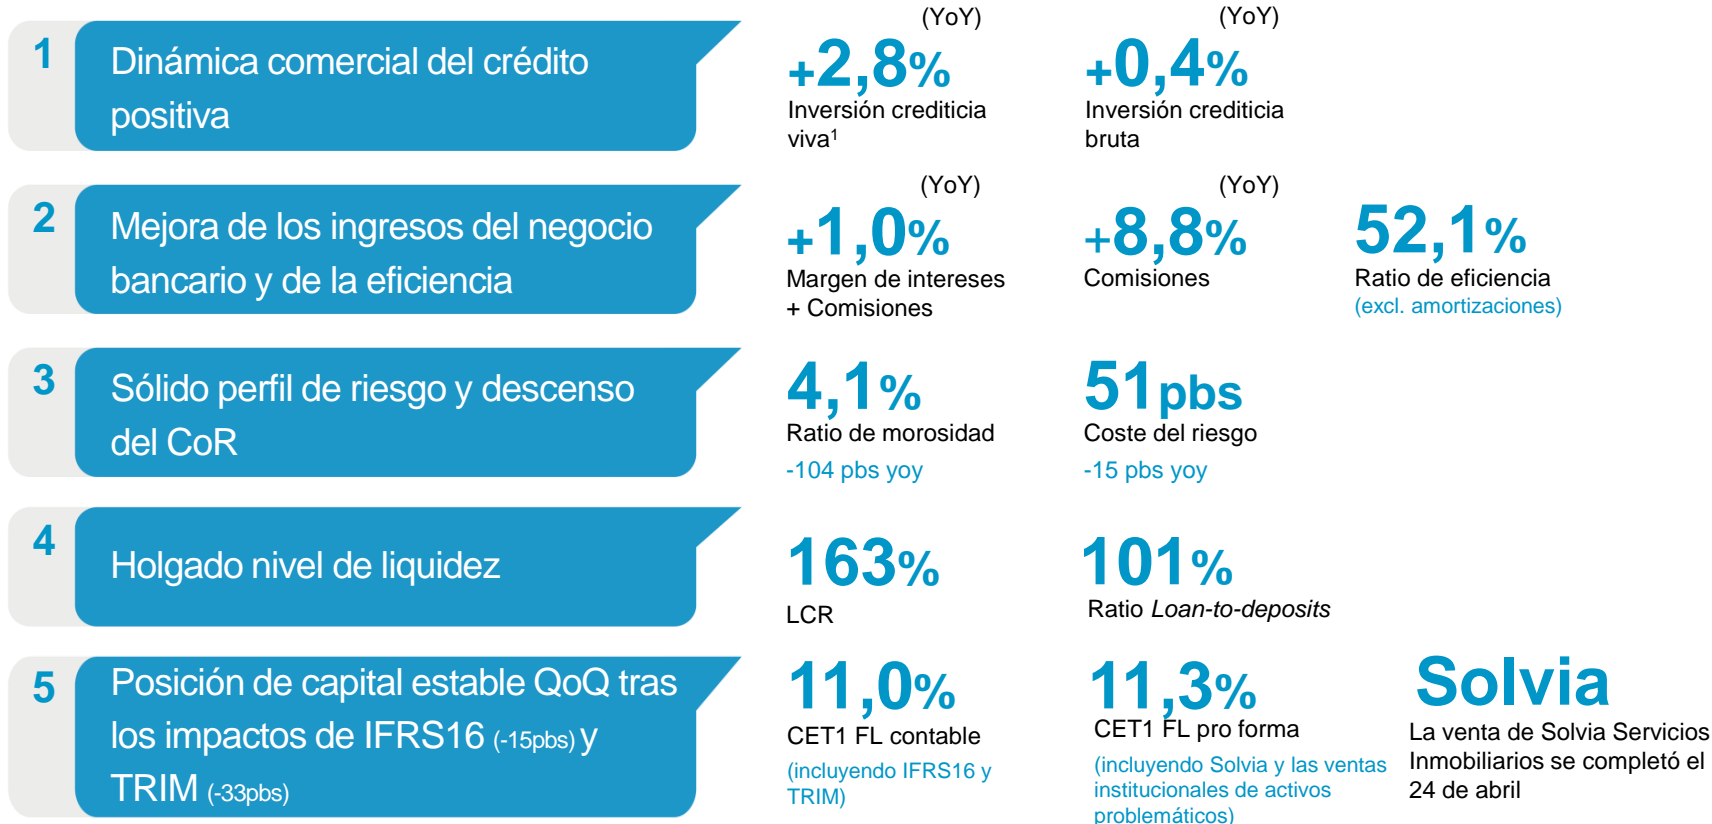 1
Dinámica comercial del crédito
positiva
(YoY)
+2,8%
Inversión crediticia
viva¹
(YoY)
+0,4%
Inversión crediticia
bruta
2
Mejora de los ingresos del negocio
bancario y de la eficiencia
(YoY)
+1,0%
Margen de intereses
+ Comisiones
(YoY)
+8,8%
Comisiones
52,1%
Ratio de eficiencia
(excl. amortizaciones)
3
Sólido perfil de riesgo y descenso
del CoR
4,1%
Ratio de morosidad
-104 pbs yoy
51pbs
Coste del riesgo
-15 pbs yoy
4
Holgado nivel de liquidez
163%
LCR
101%
Ratio Loan-to-deposits
5
Posición de capital estable QoQ tras
los impactos de IFRS16 (-15pbs) y
TRIM (-33pbs)
11,0%
CET1 FL contable
(incluyendo IFRS16 y
TRIM)
11,3%
CET1 FL pro forma
(incluyendo Solvia y las ventas
institucionales de activos
problemáticos)
Solvia
La venta de Solvia Servicios
Inmobiliarios se completó el
24 de abril